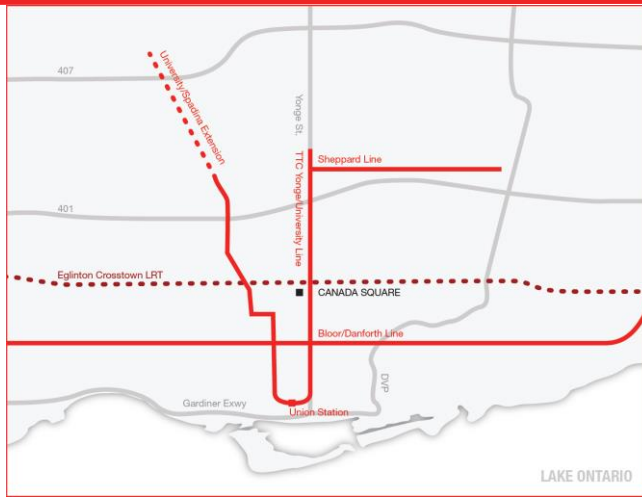 407
University/Spadina Extension
Yonge St.
TTC Yonge/University Line
Sheppard Line
401
Eglinton Crosstown LRT
CANADA SQUARE
Bloor/Danforth Line
DVP
Gardiner Exwy
Union Station
LAKE ONTARIO